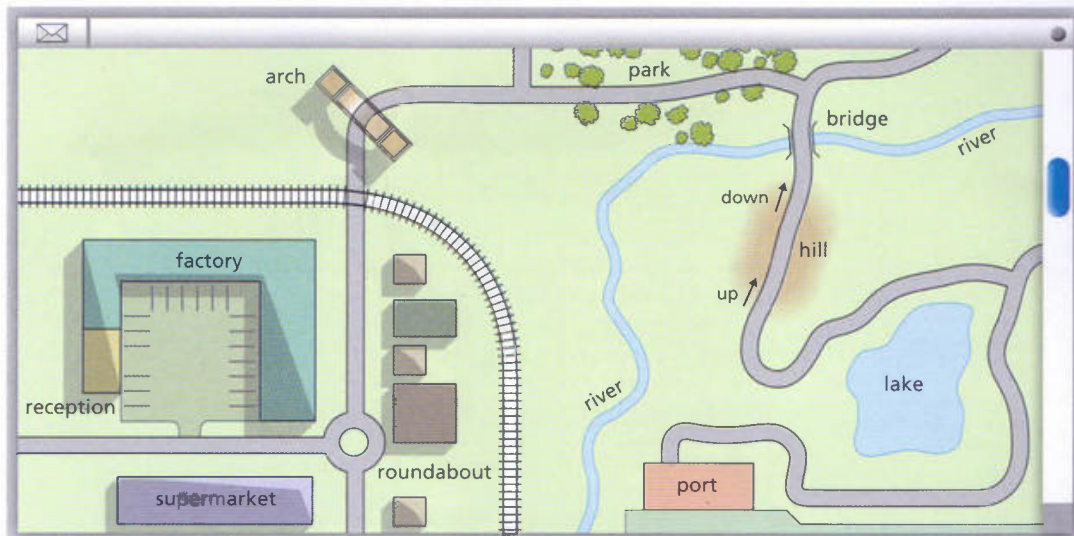 arch
park
bridge
river
down
factory
hill
up
lake
river
reception
roundabout
port
supermarket